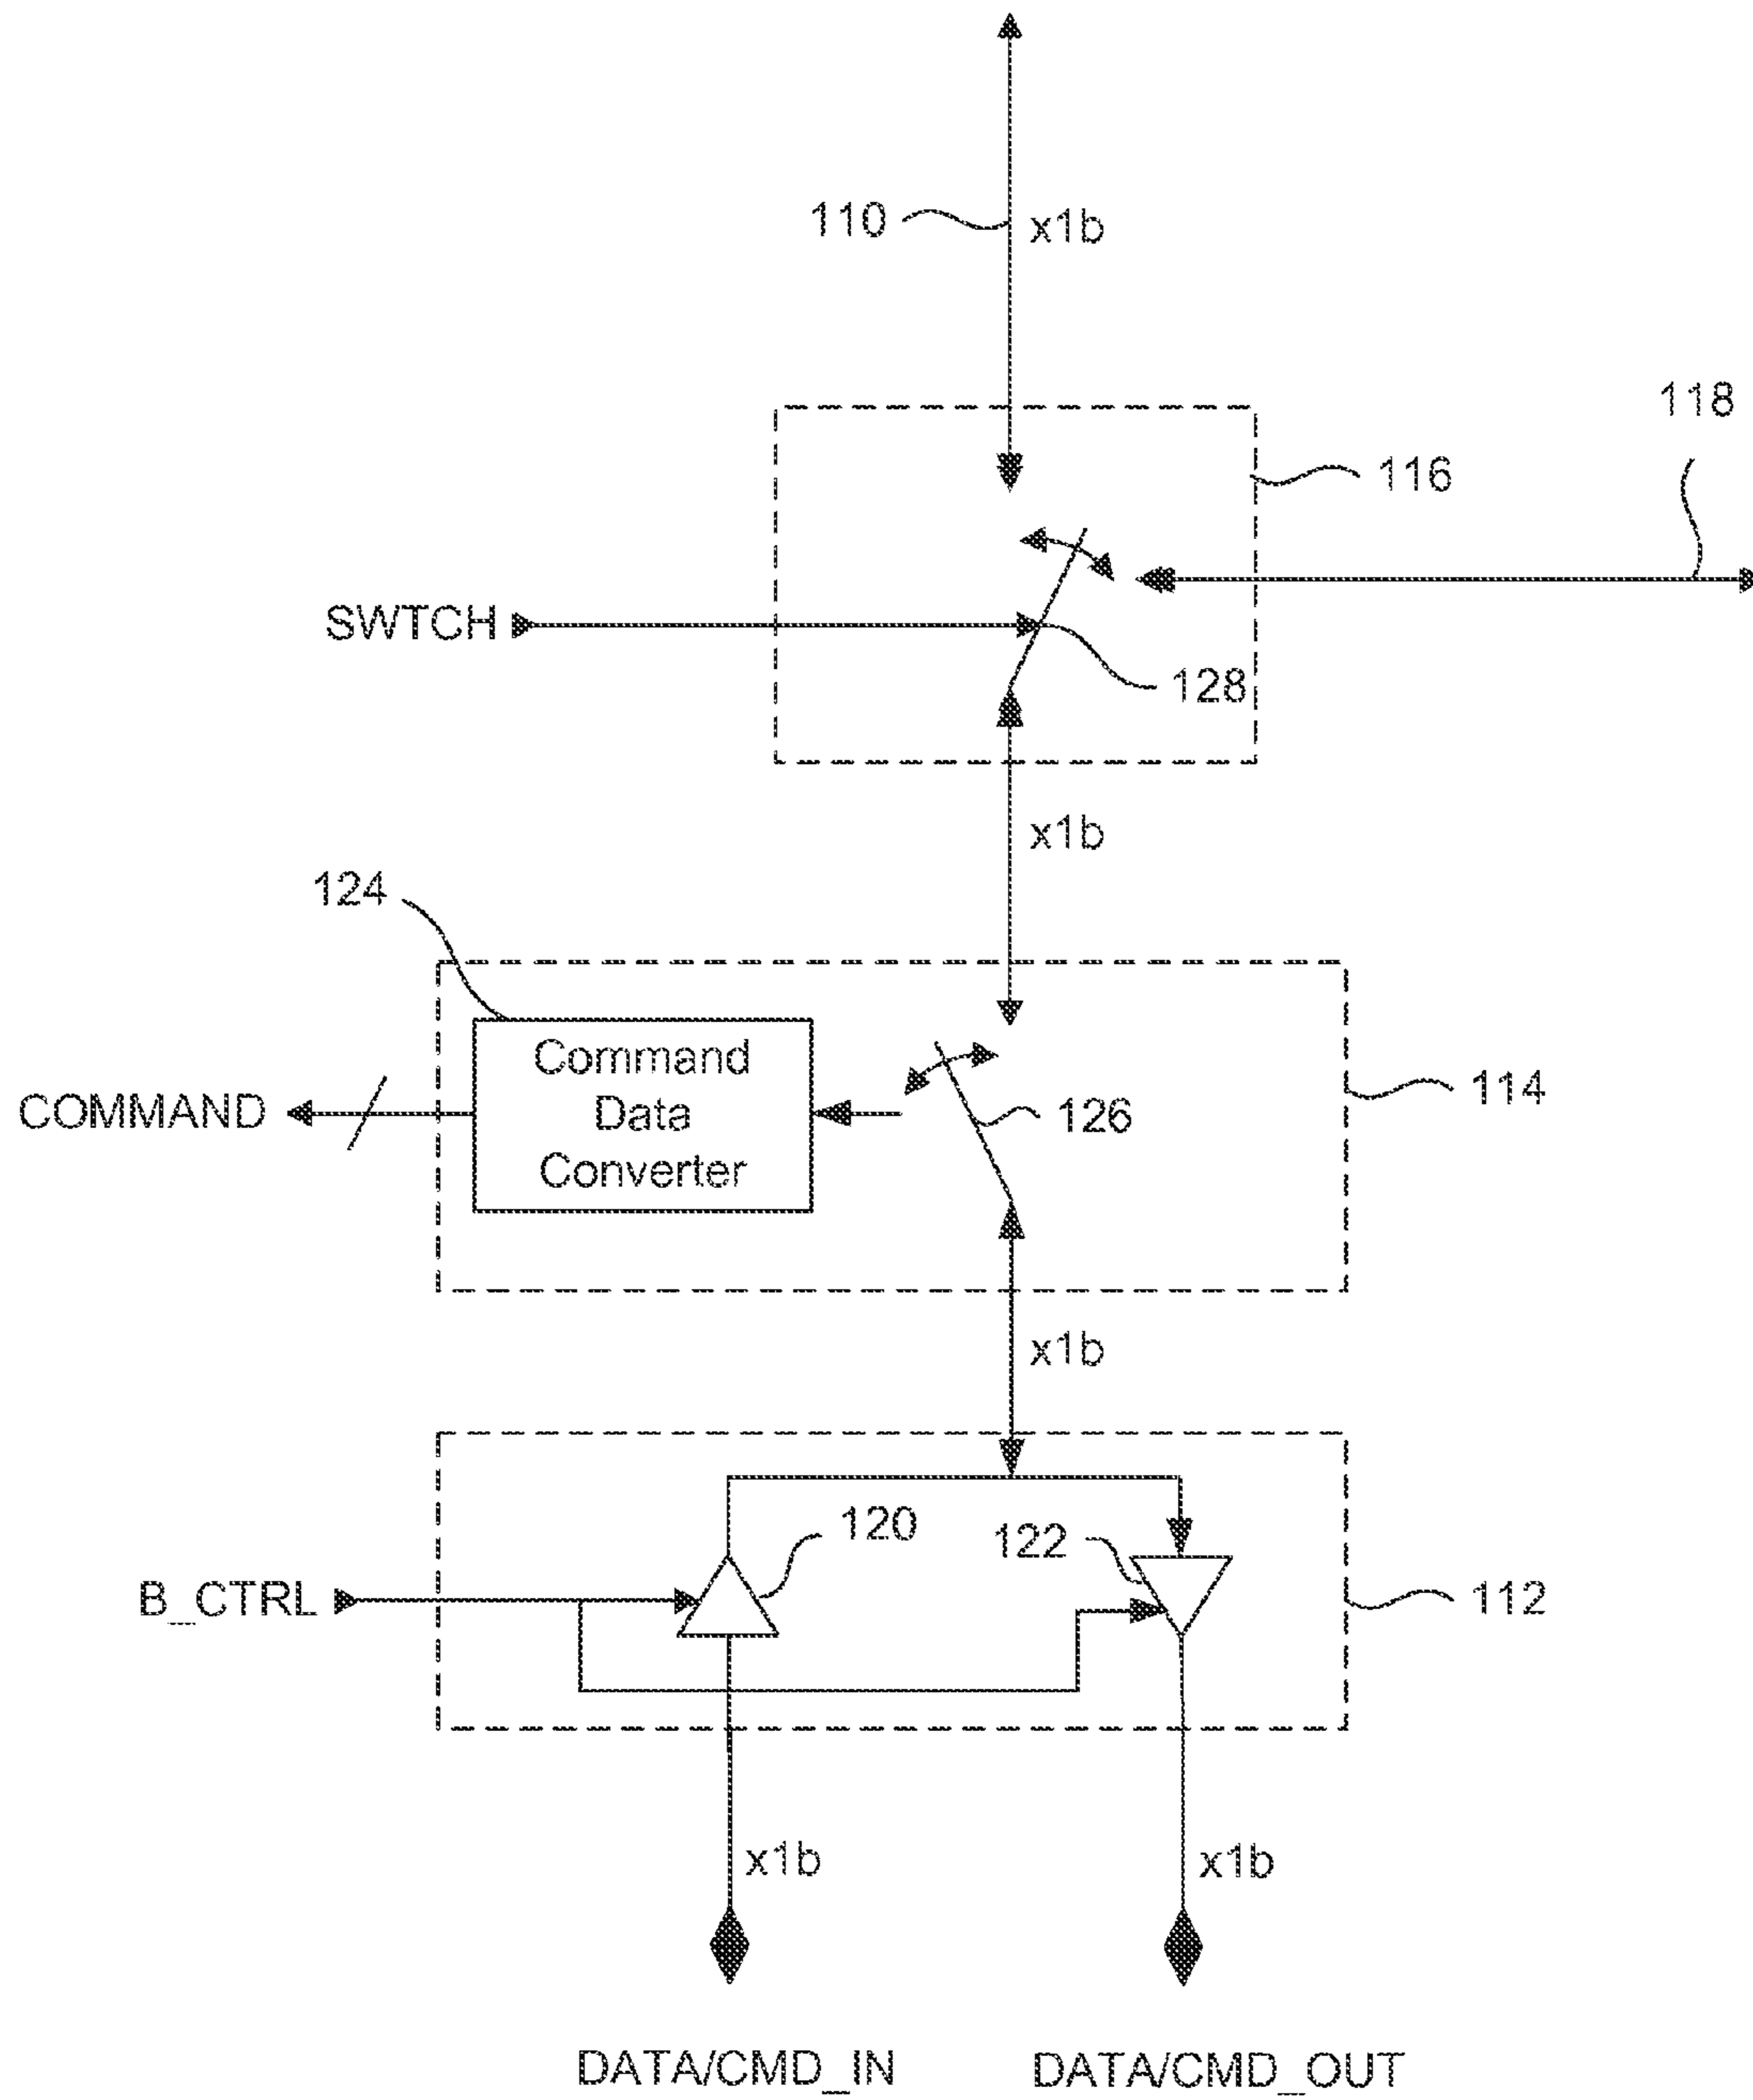 110
x1b
118
116
SWTCH
128
x1b
124
Command
Data
Converter
COMMAND
126
114
x1b
120
122
B_CTRL
112
x1b
x1b
DATA/CMD_IN
DATA/CMD_OUT